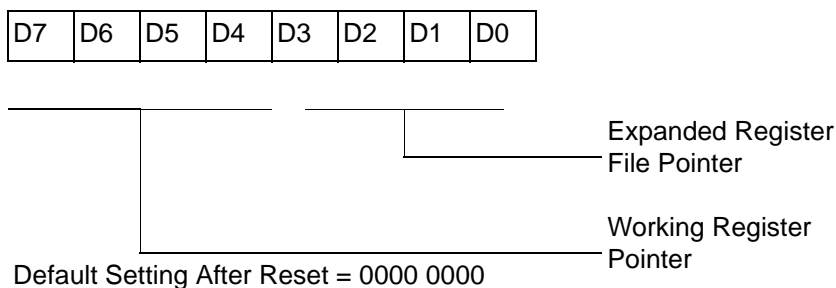 D7 D6 D5 D4 D3 D2 D1 D0
Expanded Register
File Pointer
Working Register
Pointer
Default Setting After Reset = 0000 0000